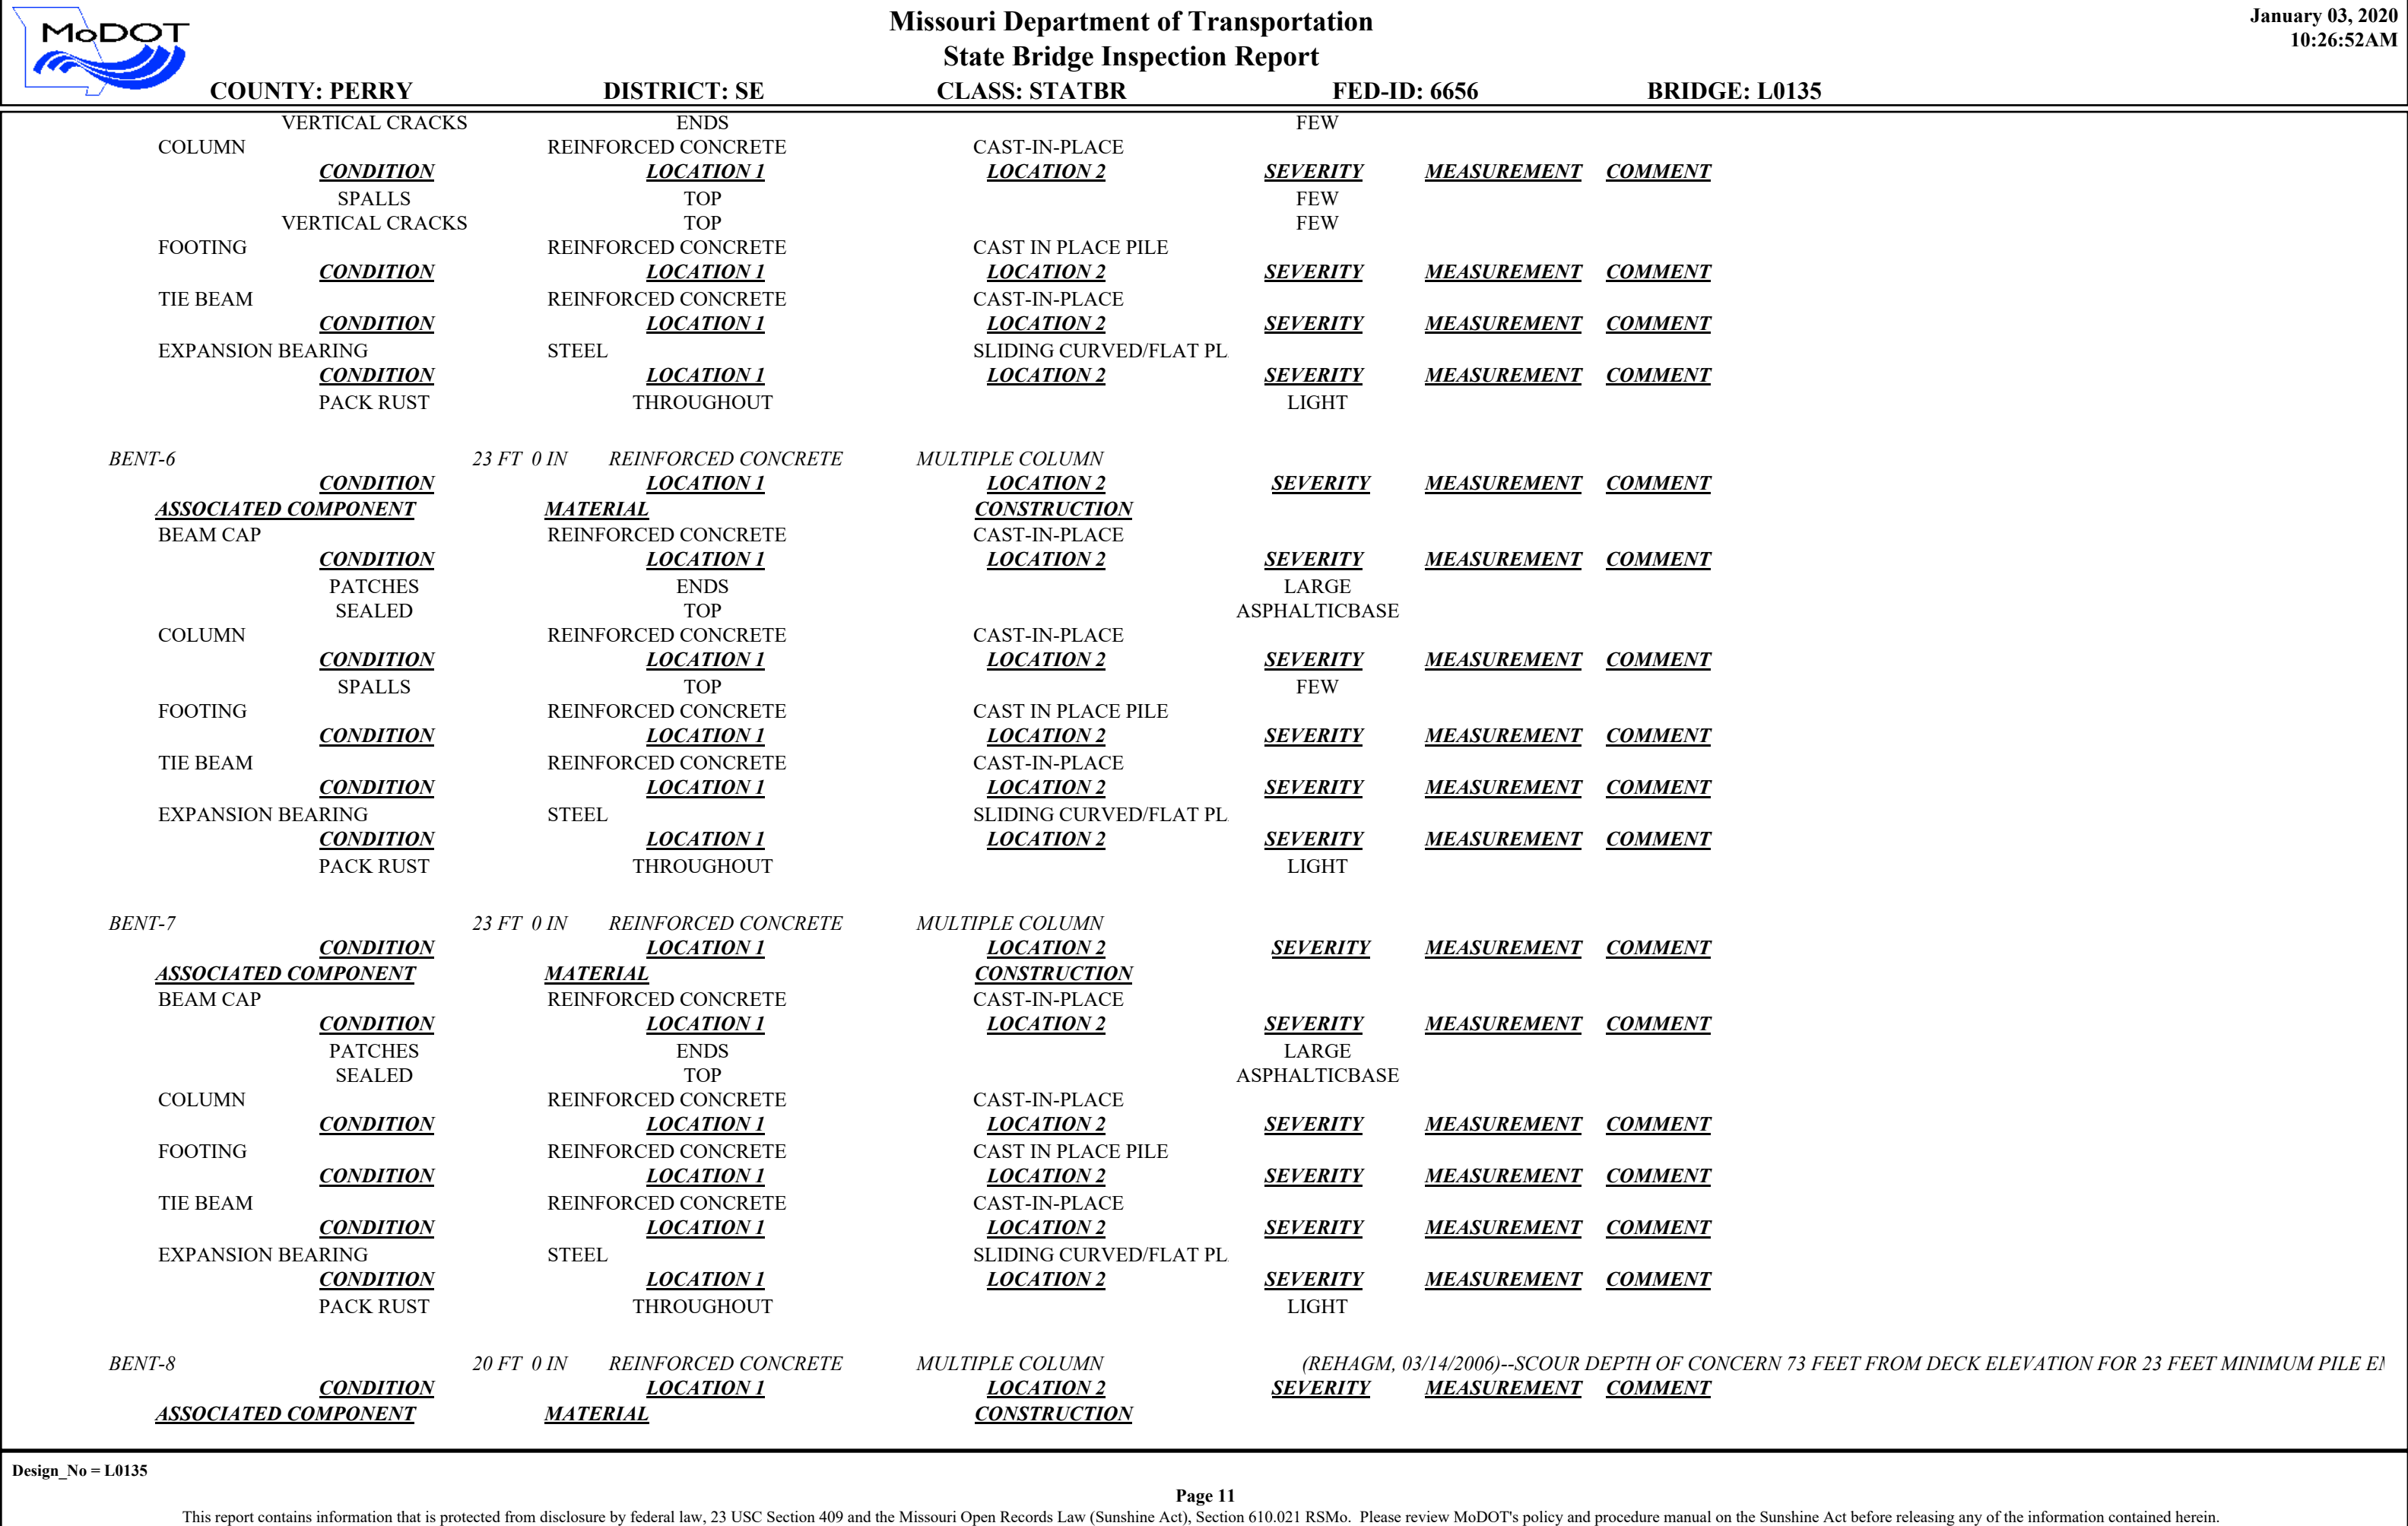 MoDOT
Missouri Department of Transportation
State Bridge Inspection Report
January 03, 2020
10:26:52AM
COUNTY: PERRY DISTRICT: SE CLASS: STATBR FED-ID: 6656 BRIDGE: L0135
VERTICAL CRACKS ENDS FEW
COLUMN REINFORCED CONCRETE CAST-IN-PLACE
CONDITION LOCATION 1 LOCATION 2 SEVERITY MEASUREMENT COMMENT
SPALLS TOP FEW
VERTICAL CRACKS TOP FEW
FOOTING REINFORCED CONCRETE CAST IN PLACE PILE
CONDITION LOCATION 1 LOCATION 2 SEVERITY MEASUREMENT COMMENT
TIE BEAM REINFORCED CONCRETE CAST-IN-PLACE
CONDITION LOCATION 1 LOCATION 2 SEVERITY MEASUREMENT COMMENT
EXPANSION BEARING STEEL SLIDING CURVED/FLAT PL
CONDITION LOCATION 1 LOCATION 2 SEVERITY MEASUREMENT COMMENT
PACK RUST THROUGHOUT LIGHT
BENT-6 23 FT 0 IN REINFORCED CONCRETE MULTIPLE COLUMN
CONDITION LOCATION 1 LOCATION 2 SEVERITY MEASUREMENT COMMENT
ASSOCIATED COMPONENT MATERIAL CONSTRUCTION
BEAM CAP REINFORCED CONCRETE CAST-IN-PLACE
CONDITION LOCATION 1 LOCATION 2 SEVERITY MEASUREMENT COMMENT
PATCHES ENDS LARGE
SEALED TOP ASPHALTICBASE
COLUMN REINFORCED CONCRETE CAST-IN-PLACE
CONDITION LOCATION 1 LOCATION 2 SEVERITY MEASUREMENT COMMENT
SPALLS TOP FEW
FOOTING REINFORCED CONCRETE CAST IN PLACE PILE
CONDITION LOCATION 1 LOCATION 2 SEVERITY MEASUREMENT COMMENT
TIE BEAM REINFORCED CONCRETE CAST-IN-PLACE
CONDITION LOCATION 1 LOCATION 2 SEVERITY MEASUREMENT COMMENT
EXPANSION BEARING STEEL SLIDING CURVED/FLAT PL
CONDITION LOCATION 1 LOCATION 2 SEVERITY MEASUREMENT COMMENT
PACK RUST THROUGHOUT LIGHT
BENT-7 23 FT 0 IN REINFORCED CONCRETE MULTIPLE COLUMN
CONDITION LOCATION 1 LOCATION 2 SEVERITY MEASUREMENT COMMENT
ASSOCIATED COMPONENT MATERIAL CONSTRUCTION
BEAM CAP REINFORCED CONCRETE CAST-IN-PLACE
CONDITION LOCATION 1 LOCATION 2 SEVERITY MEASUREMENT COMMENT
PATCHES ENDS LARGE
SEALED TOP ASPHALTICBASE
COLUMN REINFORCED CONCRETE CAST-IN-PLACE
CONDITION LOCATION 1 LOCATION 2 SEVERITY MEASUREMENT COMMENT
FOOTING REINFORCED CONCRETE CAST IN PLACE PILE
CONDITION LOCATION 1 LOCATION 2 SEVERITY MEASUREMENT COMMENT
TIE BEAM REINFORCED CONCRETE CAST-IN-PLACE
CONDITION LOCATION 1 LOCATION 2 SEVERITY MEASUREMENT COMMENT
EXPANSION BEARING STEEL SLIDING CURVED/FLAT PL
CONDITION LOCATION 1 LOCATION 2 SEVERITY MEASUREMENT COMMENT
PACK RUST THROUGHOUT LIGHT
BENT-8 20 FT 0 IN REINFORCED CONCRETE MULTIPLE COLUMN (REHAGM, 03/14/2006)--SCOUR DEPTH OF CONCERN 73 FEET FROM DECK ELEVATION FOR 23 FEET MINIMUM PILE
CONDITION LOCATION 1 LOCATION 2 SEVERITY MEASUREMENT COMMENT
ASSOCIATED COMPONENT MATERIAL CONSTRUCTION
Design_No = L0135
Page 11
This report contains information that is protected from disclosure by federal law, 23 USC Section 409 and the Missouri Open Records Law (Sunshine Act), Section 610.021 RSMo. Please review MoDOT's policy and procedure manual on the Sunshine Act before releasing any of the information contained herein.